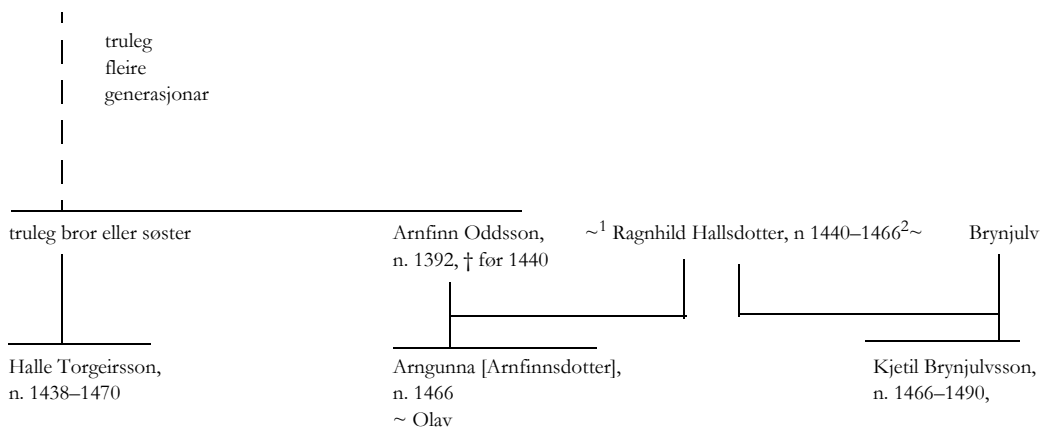 truleg
fleire
generasjonar
truleg bror eller søster
Arnfinn Oddsson,
n. 1392, † før 1440
~1 Ragnhild Hallsdotter, n 1440–14662~
Brynjulv
Halle Torgeirsson,
n. 1438–1470
Arngunna [Arnfinnsdotter],
n. 1466
~ Olav
Kjetil Brynjulvsson,
n. 1466–1490,